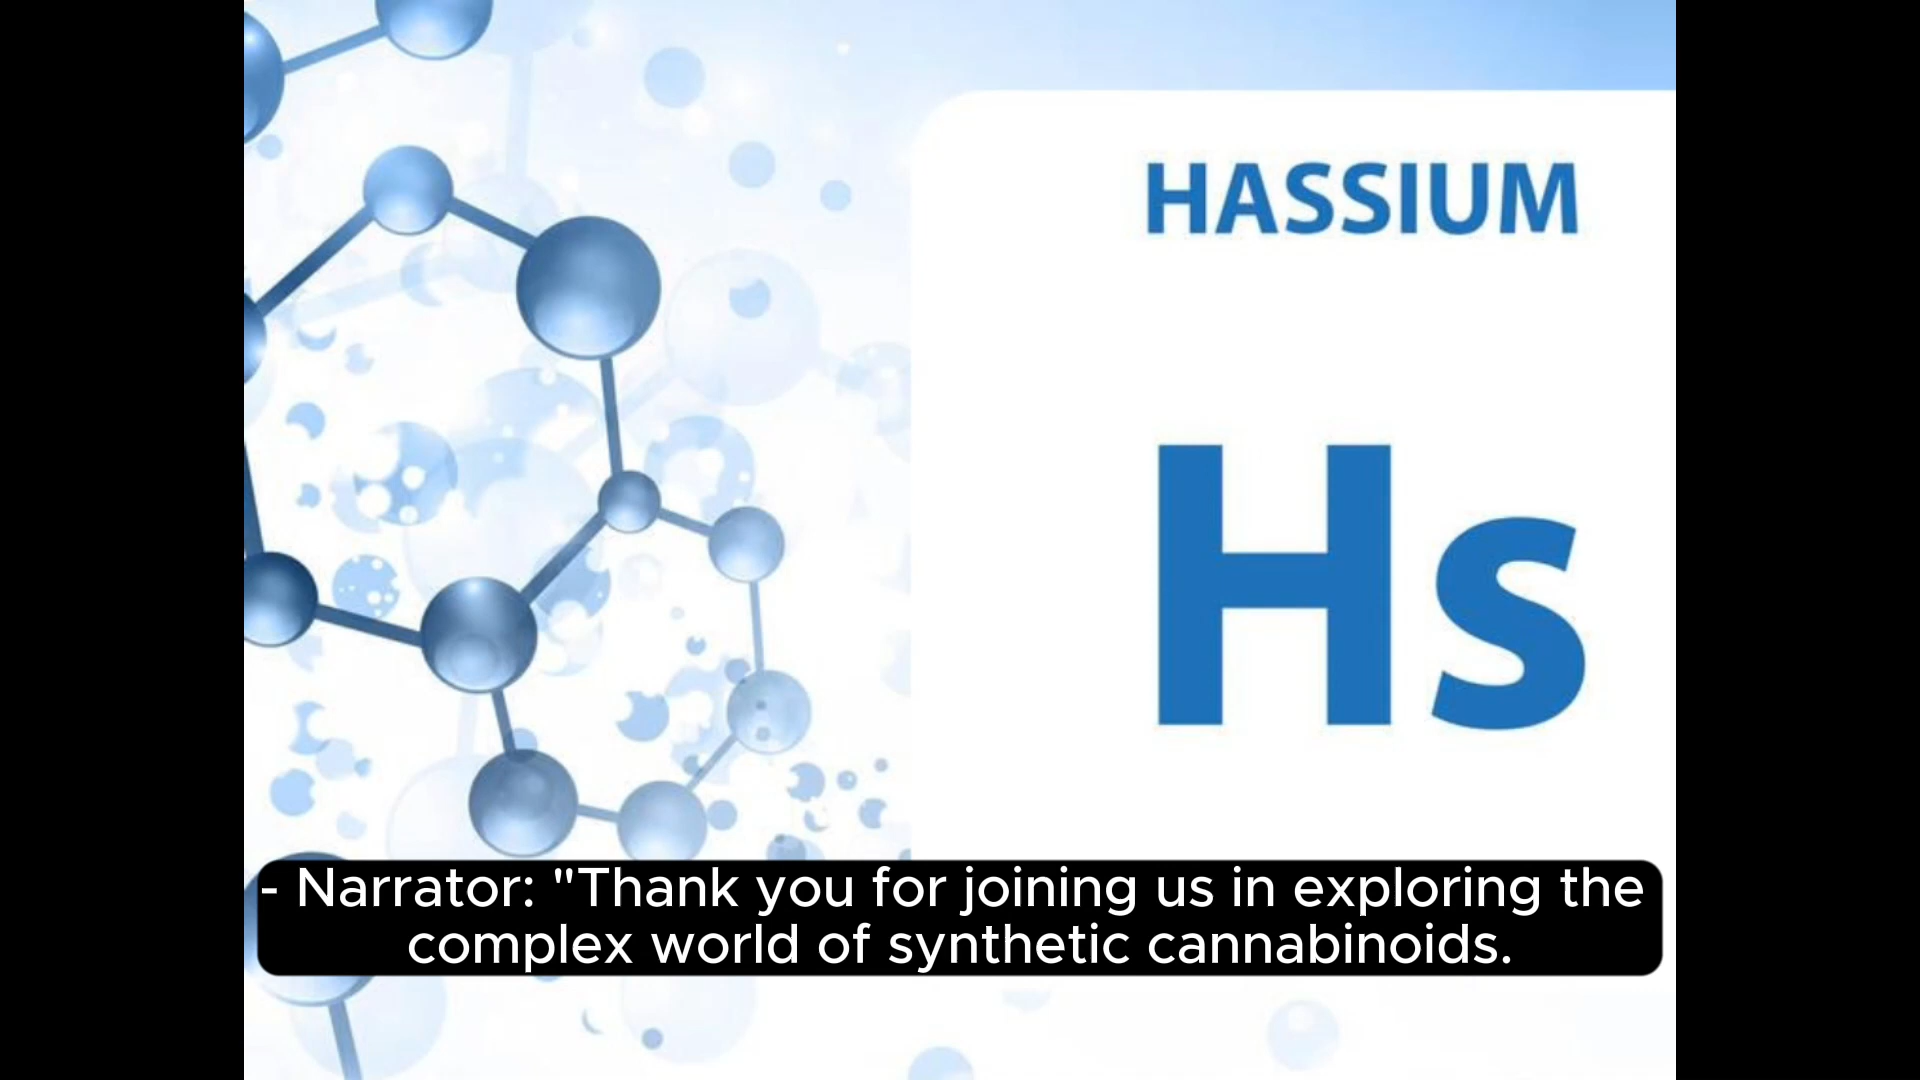 HASSIUM
Hs
- Narrator: "Thank you for joining us in exploring the
complex world of synthetic cannabinoids.